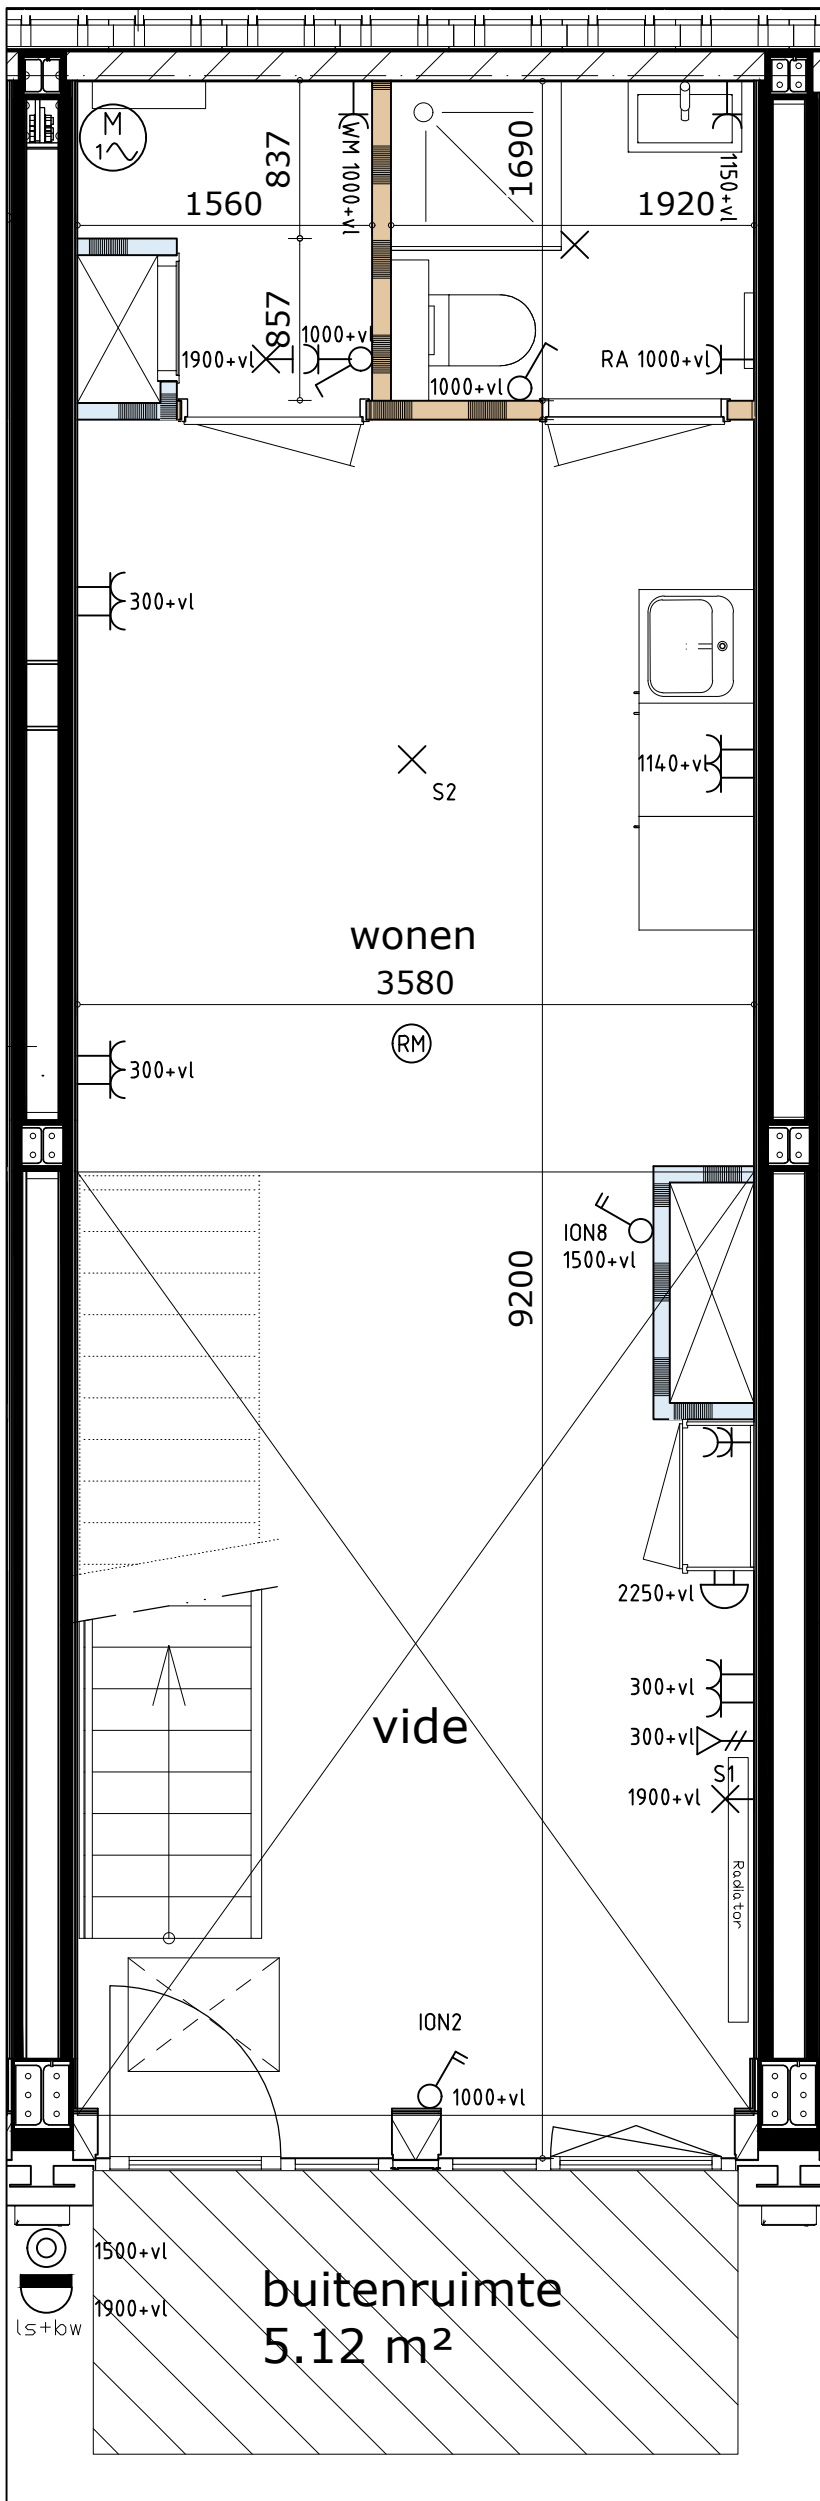 M
1
837
WM 1000+vl
1690
1150+vl
1560
1920
857
1900+vl
1000+vl
1000+vl
RA 1000+vl
300+vl
1140+vl
S2
wonen
3580
RM
300+vl
ION8
1500+vl
9200
2250+vl
300+vl
vide
300+vl
S1
1900+vl
Radiator
ION2
1000+vl
1500+vl
1900+vl
ls+bw
buitenruimte
5.12 m²